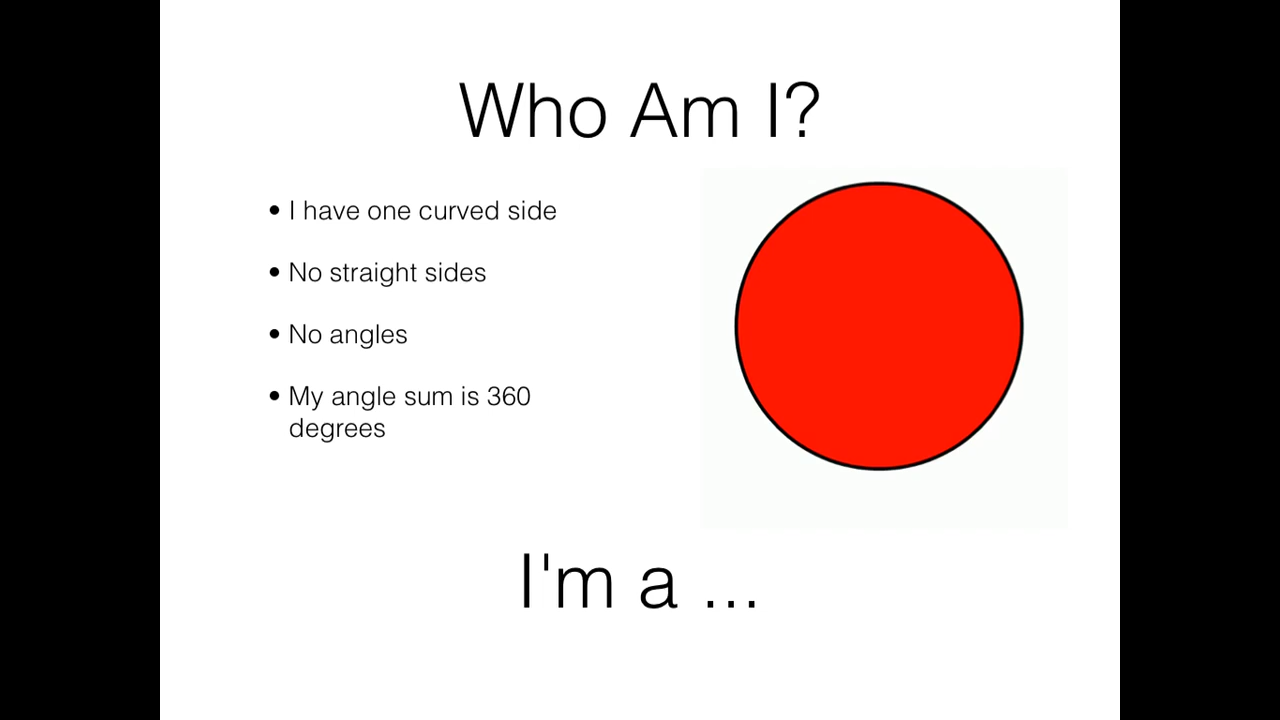 Who Am I?
• I have one curved side
• No straight sides
• No angles
• My angle sum is 360
degrees
I'm a ...